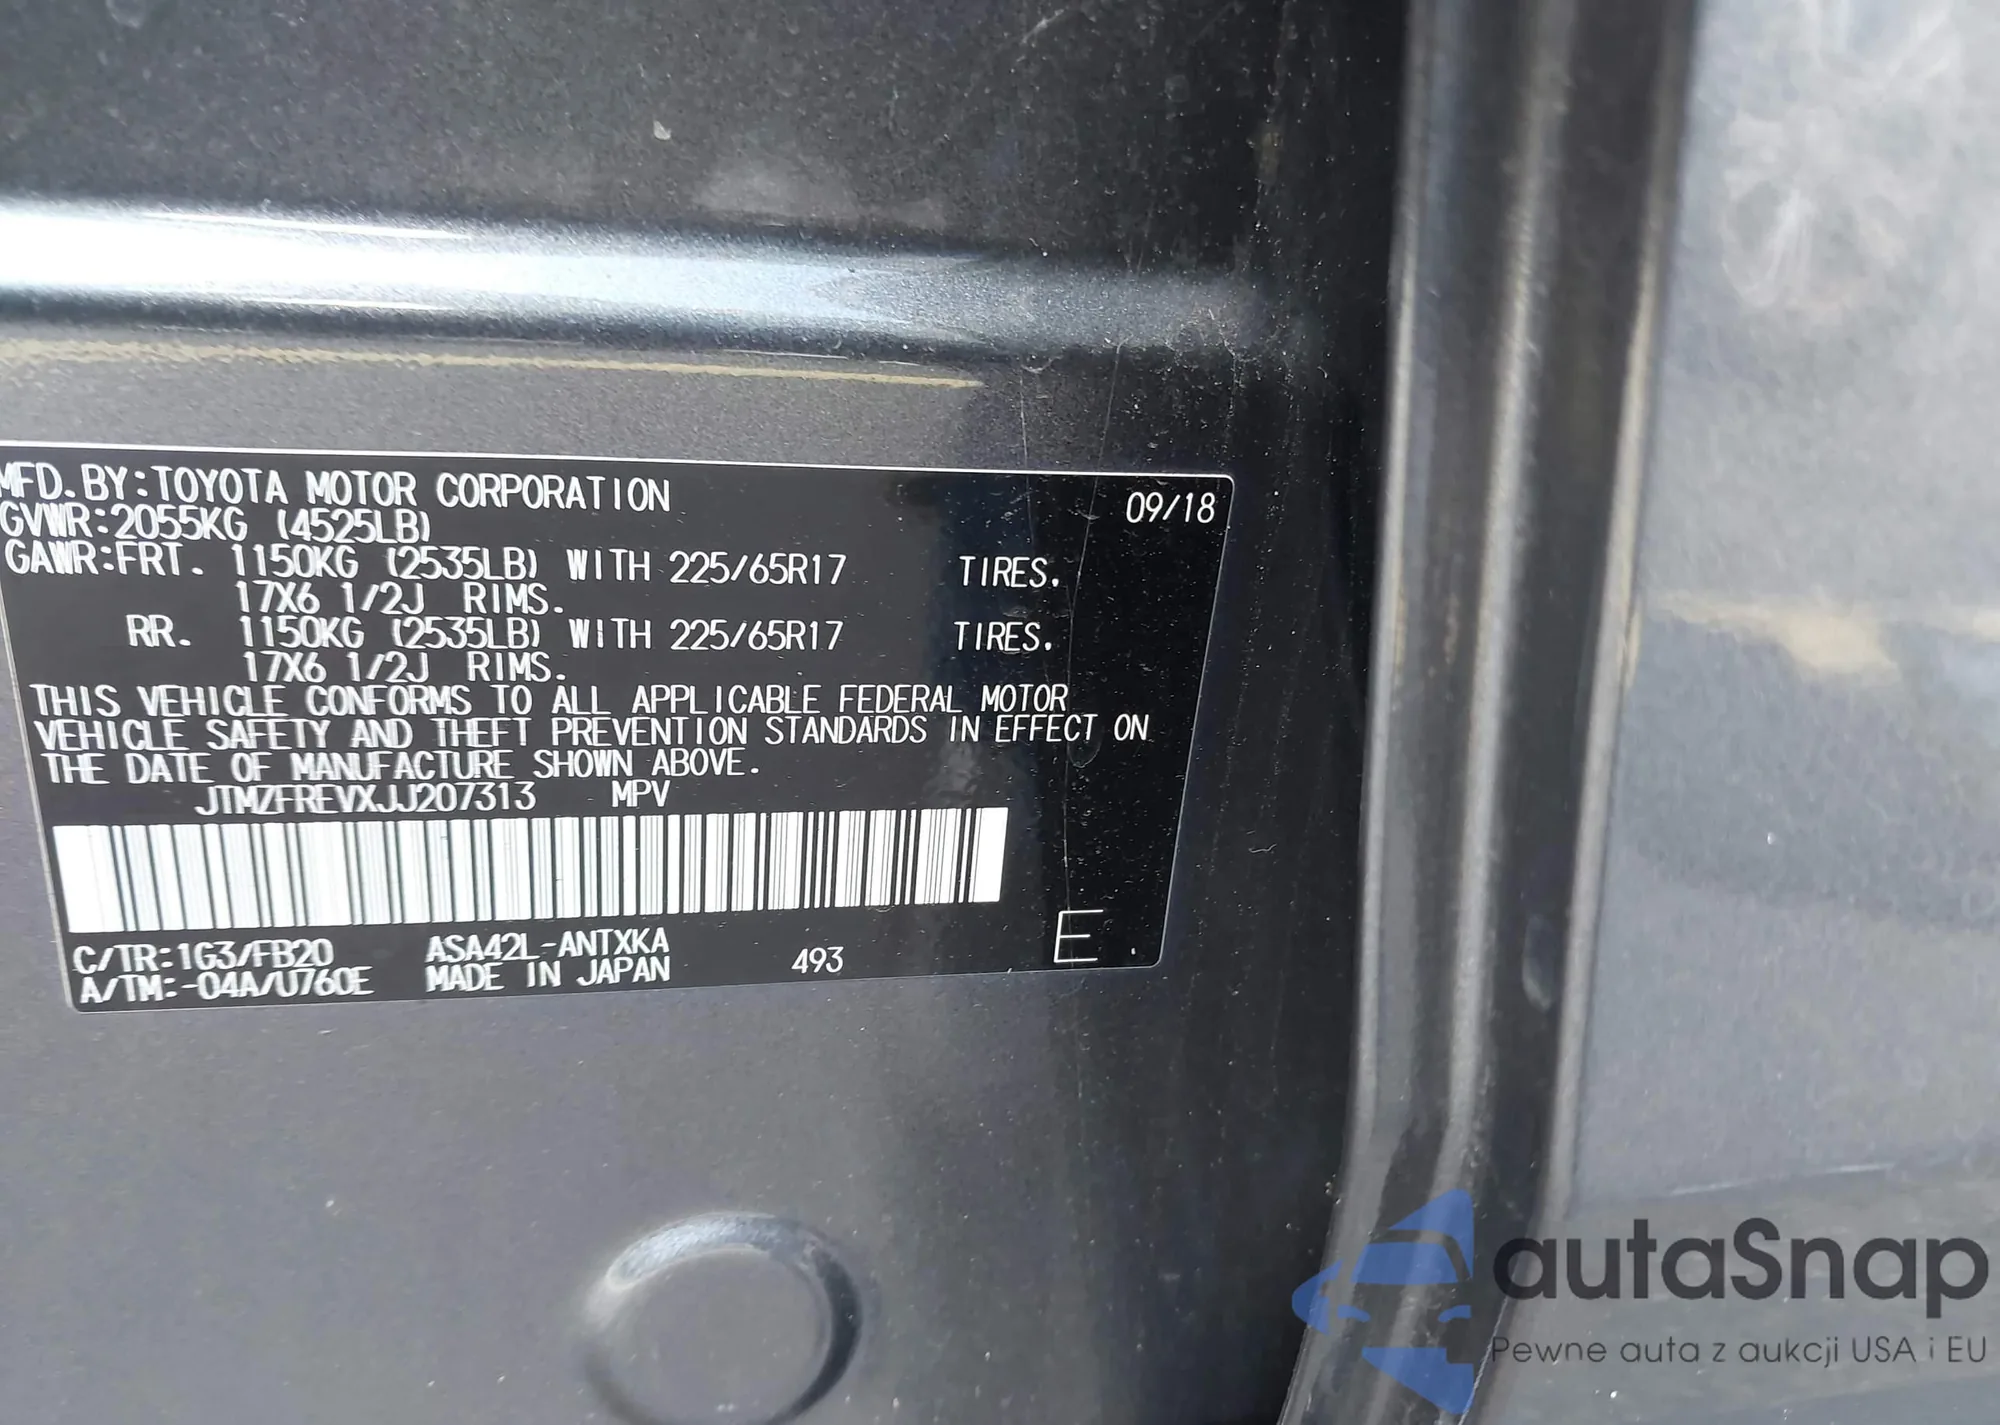 MFD. BY: TOYOTA MOTOR CORPORATION 09/18
GVWR: 2055KG (4525LB)
GAWR: FRT. 1150KG (2535LB) WITH 225/65R17 TIRES.
17X6 1/2J RIMS.
RR. 1150KG (2535LB) WITH 225/65R17 TIRES.
17X6 1/2J RIMS.
THIS VEHICLE CONFORMS TO ALL APPLICABLE FEDERAL MOTOR
VEHICLE SAFETY AND THEFT PREVENTION STANDARDS IN EFFECT ON
THE DATE OF MANUFACTURE SHOWN ABOVE.
JTMZFREVXJJ207313 MPV
C/TR: 1G3/FB20 ASA42L-ANTXKA 493 E
A/TM: -04A/U760E MADE IN JAPAN
autaSnap
Pewne auta z aukcji USA i EU